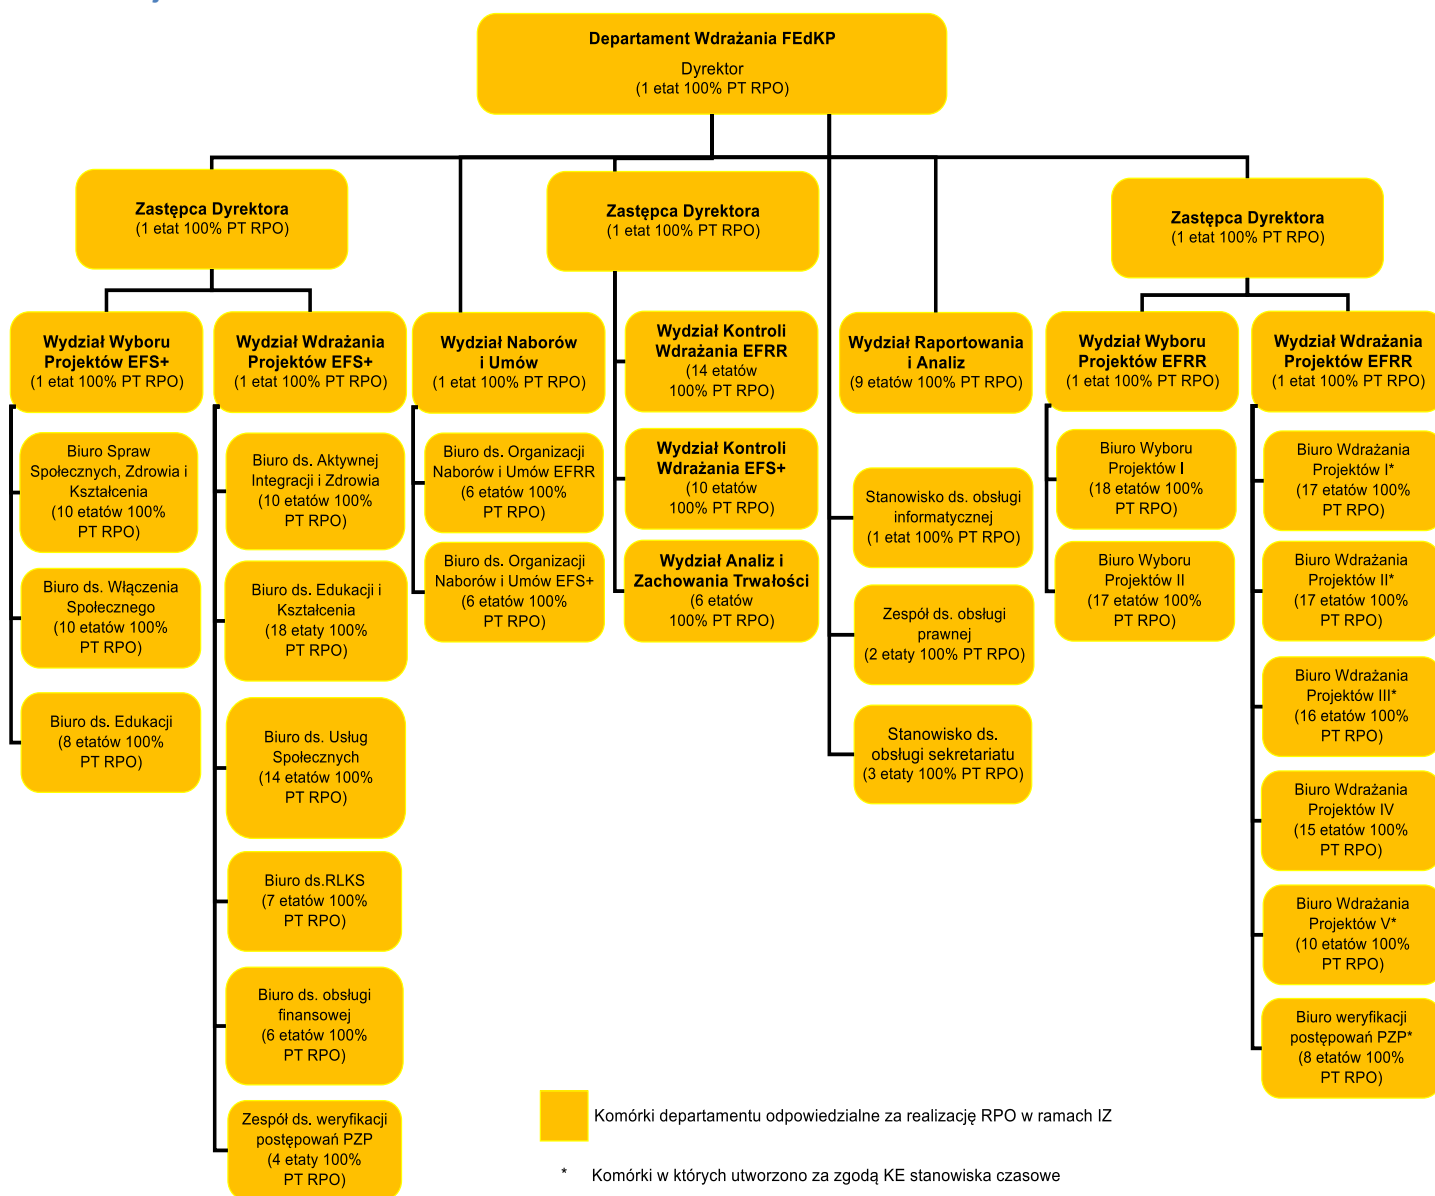 Departament Wdrażania FEdKP
Dyrektor
(1 etat 100% PT RPO)
Zastępca Dyrektora
(1 etat 100% PT RPO)
Zastępca Dyrektora
(1 etat 100% PT RPO)
Zastępca Dyrektora
(1 etat 100% PT RPO)
Wydział Wyboru
Projektów EFS+
(1 etat 100% PT RPO)
Biuro Spraw
Społecznych, Zdrowia i
Kształcenia
(10 etatów 100%
PT RPO)
Biuro ds. Włączenia
Społecznego
(10 etatów 100%
PT RPO)
Biuro ds. Edukacji
(8 etatów 100%
PT RPO)
Wydział Wdrażania
Projektów EFS+
(1 etat 100% PT RPO)
Biuro ds. Aktywnej
Integracji i Zdrowia
(10 etatów 100%
PT RPO)
Biuro ds. Edukacji i
Kształcenia
(18 etaty 100%
PT RPO)
Biuro ds. Usług
Społecznych
(14 etatów 100%
PT RPO)
Biuro ds.RLKS
(7 etatów 100%
PT RPO)
Biuro ds. obsługi
finansowej
(6 etatów 100%
PT RPO)
Zespół ds. weryfikacji
postępowań PZP
(4 etaty 100%
PT RPO)
Wydział Naborów
i Umów
(1 etat 100% PT RPO)
Biuro ds. Organizacji
Naborów i Umów EFRR
(6 etatów 100%
PT RPO)
Biuro ds. Organizacji
Naborów i Umów EFS+
(6 etatów 100%
PT RPO)
Wydział Kontroli
Wdrażania EFRR
(14 etatów
100% PT RPO)
Wydział Kontroli
Wdrażania EFS+
(10 etatów
100% PT RPO)
Wydział Analiz i
Zachowania Trwałości
(6 etatów
100% PT RPO)
Wydział Raportowania
i Analiz
(9 etatów 100% PT RPO)
Stanowisko ds. obsługi
informatycznej
(1 etat 100% PT RPO)
Zespół ds. obsługi
prawnej
(2 etaty 100% PT RPO)
Stanowisko ds.
obsługi sekretariatu
(3 etaty 100% PT RPO)
Wydział Wyboru
Projektów EFRR
(1 etat 100% PT RPO)
Biuro Wyboru
Projektów I
(18 etatów 100%
PT RPO)
Biuro Wyboru
Projektów II
(17 etatów 100%
PT RPO)
Wydział Wdrażania
Projektów EFRR
(1 etat 100% PT RPO)
Biuro Wdrażania
Projektów I*
(17 etatów 100%
PT RPO)
Biuro Wdrażania
Projektów II*
(17 etatów 100%
PT RPO)
Biuro Wdrażania
Projektów III*
(16 etatów 100%
PT RPO)
Biuro Wdrażania
Projektów IV
(15 etatów 100%
PT RPO)
Biuro Wdrażania
Projektów V*
(10 etatów 100%
PT RPO)
Biuro weryfikacji
postępowań PZP*
(8 etatów 100%
PT RPO)
Komórki departamentu odpowiedzialne za realizację RPO w ramach IZ
* Komórki w których utworzono za zgodą KE stanowiska czasowe